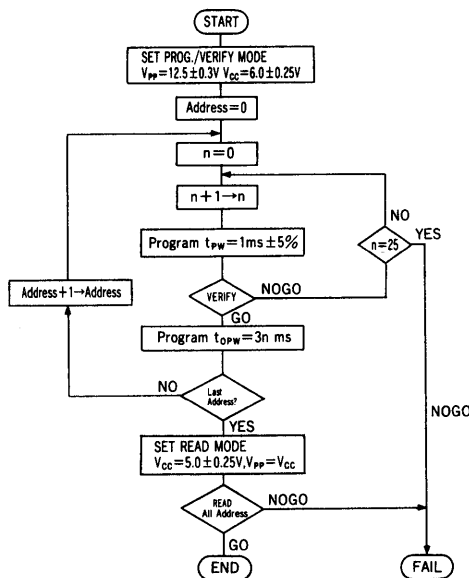 START
SET PROG./VERIFY MODE
VPP=12.5±0.3V VCC=6.0±0.25V
Address=0
n=0
n+1→n
NO
YES
n=25
Program tPW=1ms±5%
Address+1→Address
VERIFY
NOGO
GO
Program tOPW=3n ms
NO
Last
Address?
YES
NOGO
SET READ MODE
VCC=5.0±0.25V,VPP=VCC
READ
All Address
NOGO
GO
END
FAIL